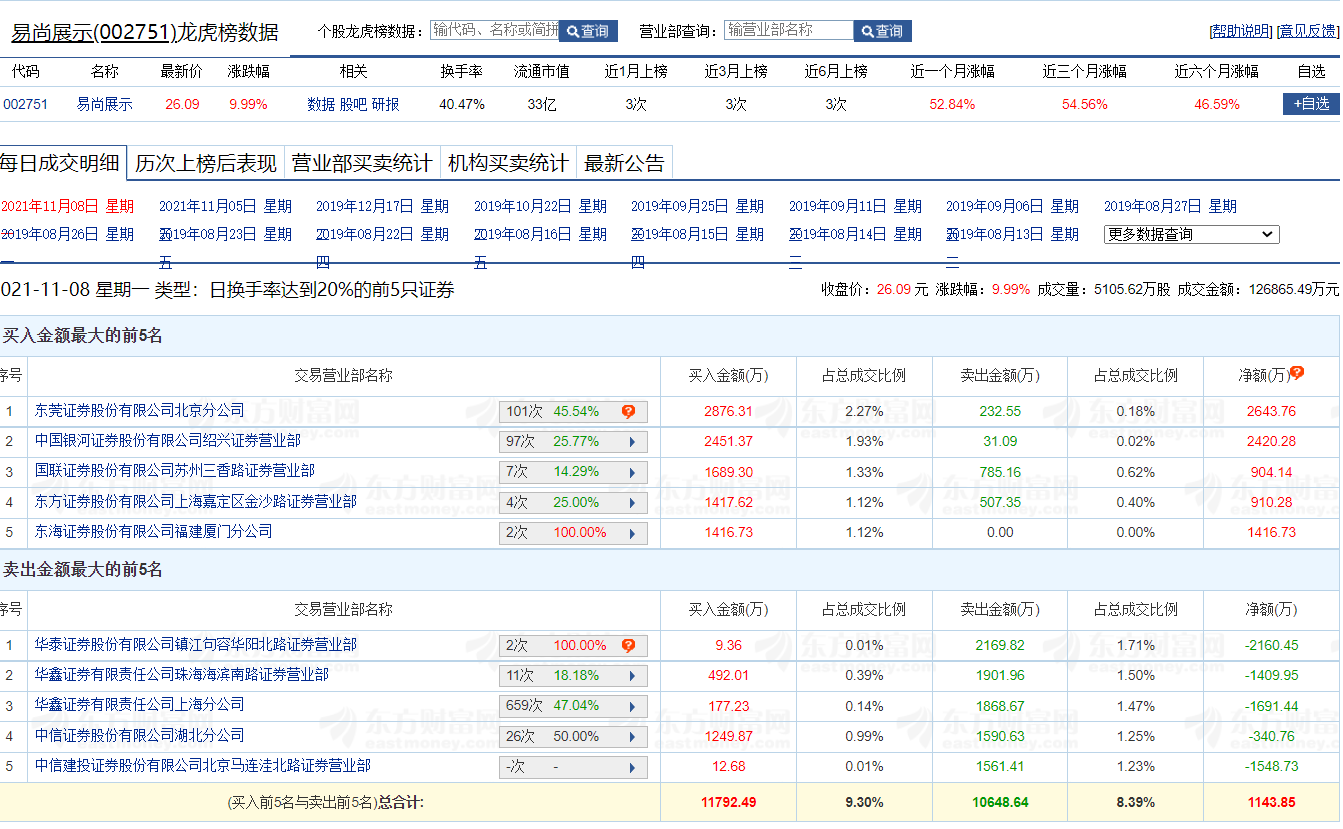 易尚展示(002751)龙虎榜数据 个股龙虎榜数据： 输代码、名称或简拼 查询 营业部查询： 输营业部名称 查询 [帮助说明] [意见反馈]
代码 名称 最新价 涨跌幅 相关 换手率 流通市值 近1月上榜 近3月上榜 近6月上榜 近一个月涨幅 近三个月涨幅 近六个月涨幅 自选
002751 易尚展示 26.09 9.99% 数据 股吧 研报 40.47% 33亿 3次 3次 3次 52.84% 54.56% 46.59% +自选
每日成交明细 历次上榜后表现 营业部买卖统计 机构买卖统计 最新公告
2021年11月08日 星期 2021年11月05日 星期 2019年12月17日 星期 2019年10月22日 星期 2019年09月25日 星期 2019年09月11日 星期 2019年09月06日 星期 2019年08月27日 星期
2019年08月26日 星期 2019年08月23日 星期 2019年08月22日 星期 2019年08月16日 星期 2019年08月15日 星期 2019年08月14日 星期 2019年08月13日 星期 更多数据查询
一 五 四 五 四 三 二
021-11-08 星期一 类型：日换手率达到20%的前5只证券 收盘价：26.09 元 涨跌幅：9.99% 成交量：5105.62万股 成交金额：126865.49万元
买入金额最大的前5名
序号 交易营业部名称 买入金额(万) 占总成交比例 卖出金额(万) 占总成交比例 净额(万)
1 东莞证券股份有限公司北京分公司 101次 45.54% 2876.31 2.27% 232.55 0.18% 2643.76
2 中国银河证券股份有限公司绍兴证券营业部 97次 25.77% 2451.37 1.93% 31.09 0.02% 2420.28
3 国联证券股份有限公司苏州三香路证券营业部 7次 14.29% 1689.30 1.33% 785.16 0.62% 904.14
4 东方证券股份有限公司上海嘉定区金沙路证券营业部 4次 25.00% 1417.62 1.12% 507.35 0.40% 910.28
5 东海证券股份有限公司福建厦门分公司 2次 100.00% 1416.73 1.12% 0.00 0.00% 1416.73
卖出金额最大的前5名
序号 交易营业部名称 买入金额(万) 占总成交比例 卖出金额(万) 占总成交比例 净额(万)
1 华泰证券股份有限公司镇江句容华阳北路证券营业部 2次 100.00% 9.36 0.01% 2169.82 1.71% -2160.45
2 华鑫证券有限责任公司珠海海滨南路证券营业部 11次 18.18% 492.01 0.39% 1901.96 1.50% -1409.95
3 华鑫证券有限责任公司上海分公司 659次 47.04% 177.23 0.14% 1868.67 1.47% -1691.44
4 中信证券股份有限公司湖北分公司 26次 50.00% 1249.87 0.99% 1590.63 1.25% -340.76
5 中信建投证券股份有限公司北京马连洼北路证券营业部 -次 - 12.68 0.01% 1561.41 1.23% -1548.73
(买入前5名与卖出前5名)总合计: 11792.49 9.30% 10648.64 8.39% 1143.85